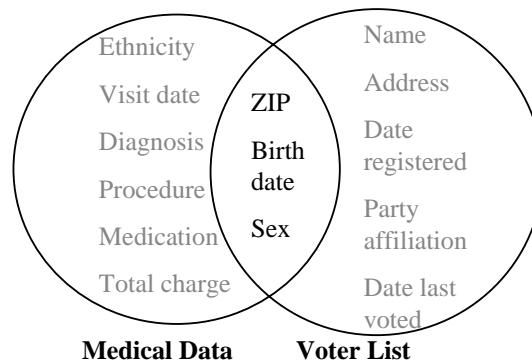 Ethnicity
Visit date
Diagnosis
Procedure
Medication
Total charge
ZIP
Birth
date
Sex
Name
Address
Date
registered
Party
affiliation
Date last
voted
Medical Data
Voter List